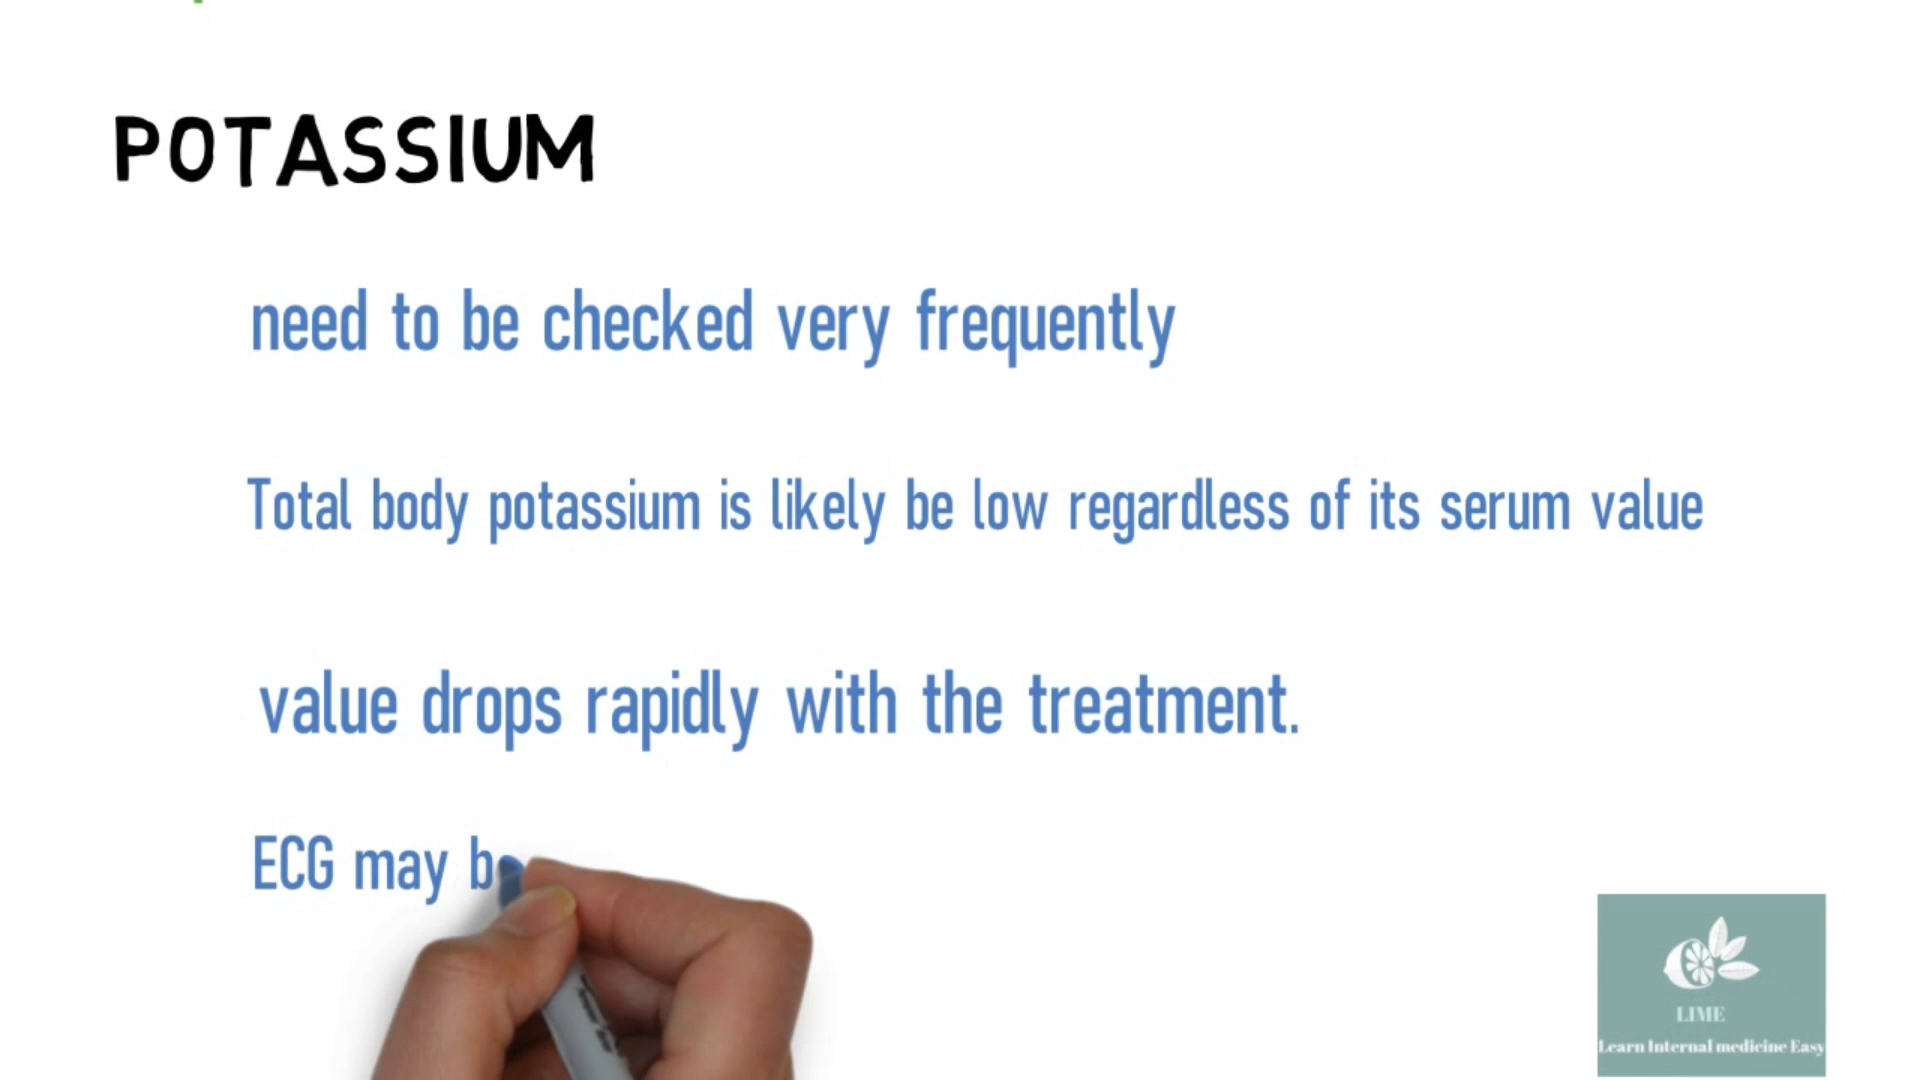 POTASSIUM
need to be checked very frequently
Total body potassium is likely be low regardless of its serum value
value drops rapidly with the treatment.
ECG may b
LIME
Learn Internal medicine Easy